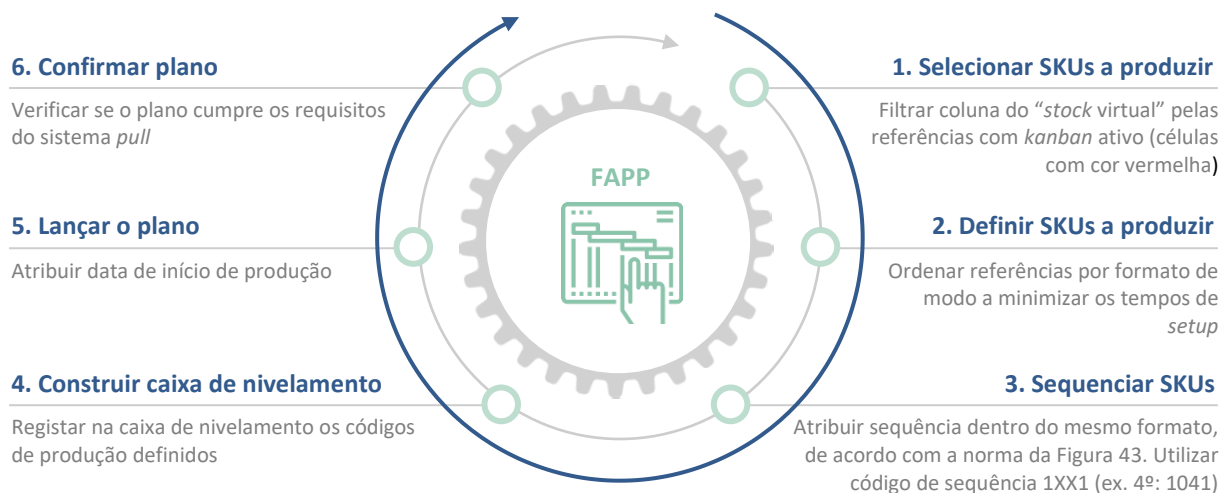 6. Confirmar plano
Verificar se o plano cumpre os requisitos
do sistema pull
5. Lançar o plano
Atribuir data de início de produção
4. Construir caixa de nivelamento
Registar na caixa de nivelamento os códigos
de produção definidos
FAPP
1. Selecionar SKUs a produzir
Filtrar coluna do “stock virtual” pelas
referências com kanban ativo (células
com cor vermelha)
2. Definir SKUs a produzir
Ordenar referências por formato de
modo a minimizar os tempos de
setup
3. Sequenciar SKUs
Atribuir sequência dentro do mesmo formato,
de acordo com a norma da Figura 43. Utilizar
código de sequência 1XX1 (ex. 4º: 1041)